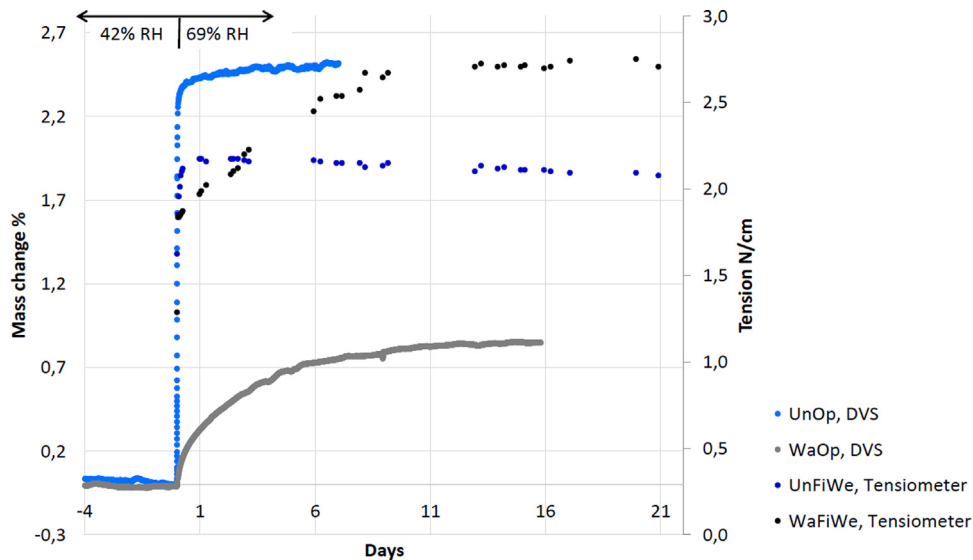 42% RH 69% RH
Mass change %
2,7
2,2
1,7
1,2
0,7
0,2
-0,3
-4 1 6 11 16 21
Days
3,0
2,5
2,0
1,5
1,0
0,5
0,0
Tension N/cm
UnOp, DVS
WaOp, DVS
UnFiWe, Tensiometer
WaFiWe, Tensiometer